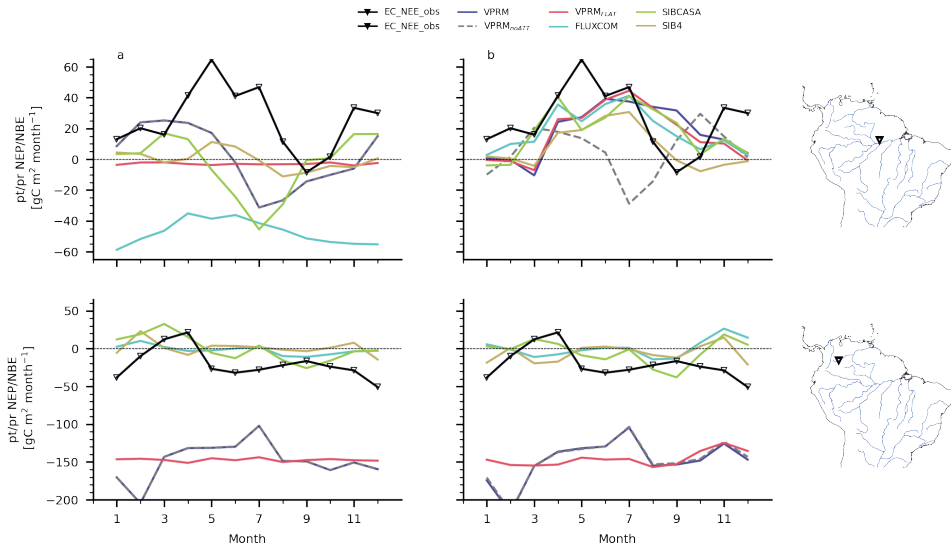 EC_NEE_obs VPRM VPRM_FLAT SIBCASA
EC_NEE_obs VPRM_noATT FLUXCOM SIB4
a
b
60
40
20
0
−20
−40
−60
pt/pr NEP/NBE
[gC m² month⁻¹]
50
0
−50
−100
−150
−200
pt/pr NEP/NBE
[gC m² month⁻¹]
1 3 5 7 9 11
1 3 5 7 9 11
Month
Month